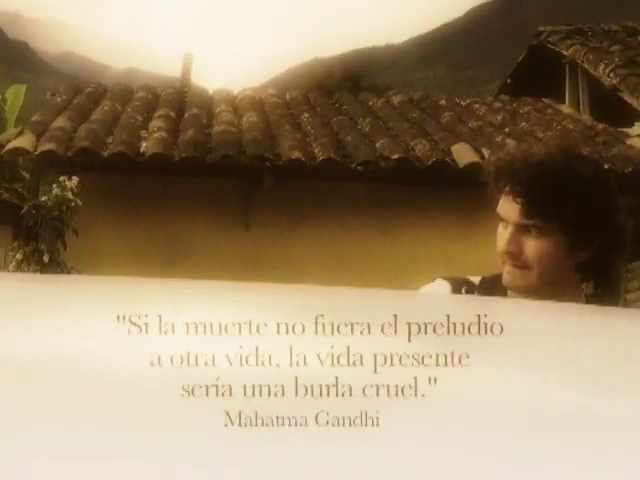 "Si la muerte no fuera el preludio
a otra vida, la vida presente
sería una burla cruel."
Mahatma Gandhi